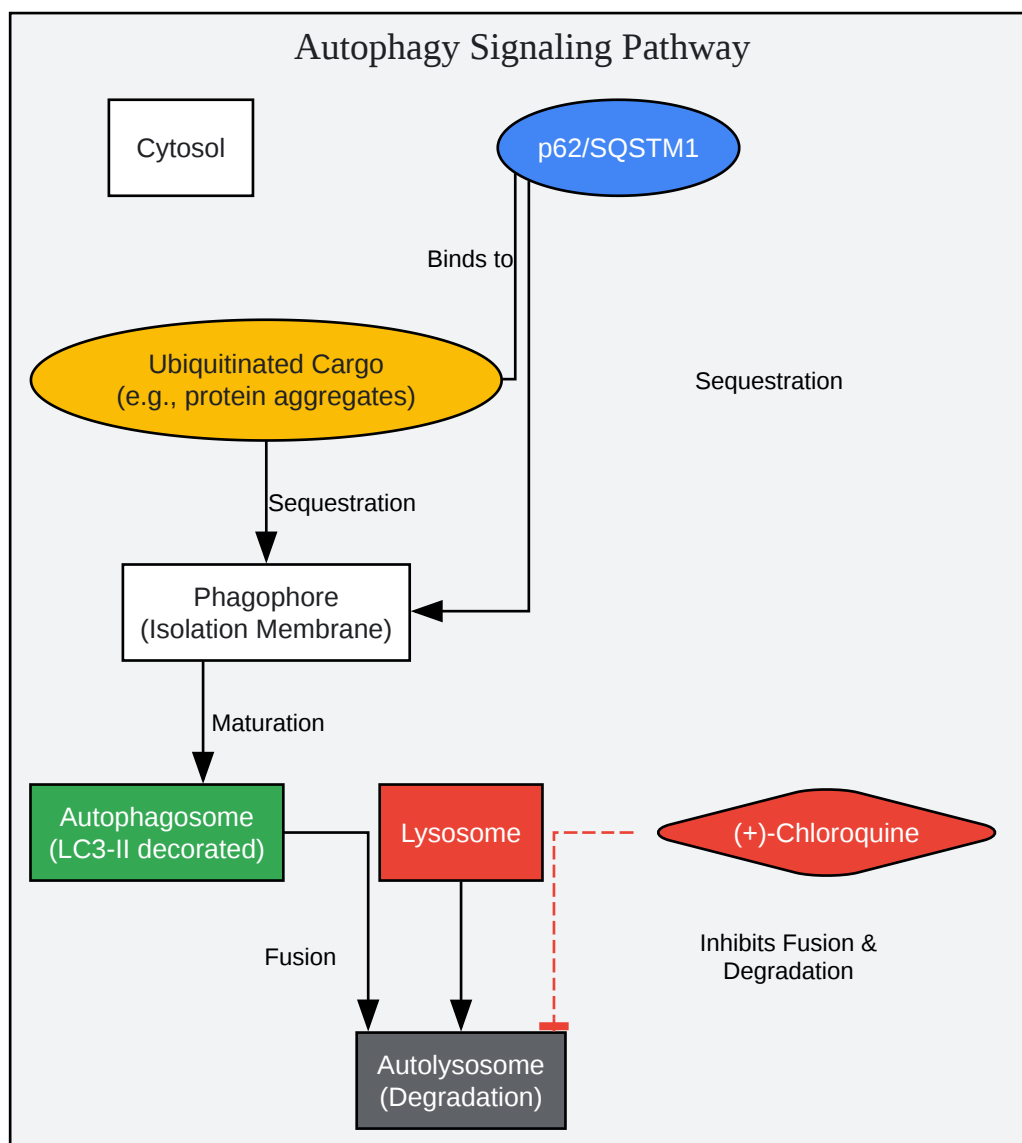 Autophagy Signaling Pathway
Cytosol
p62/SQSTM1
Binds to
Ubiquitinated Cargo
(e.g., protein aggregates)
Sequestration
Sequestration
Phagophore
(Isolation Membrane)
Maturation
Autophagosome
(LC3-II decorated)
Lysosome
(+)-Chloroquine
Fusion
Inhibits Fusion &
Degradation
Autolysosome
(Degradation)